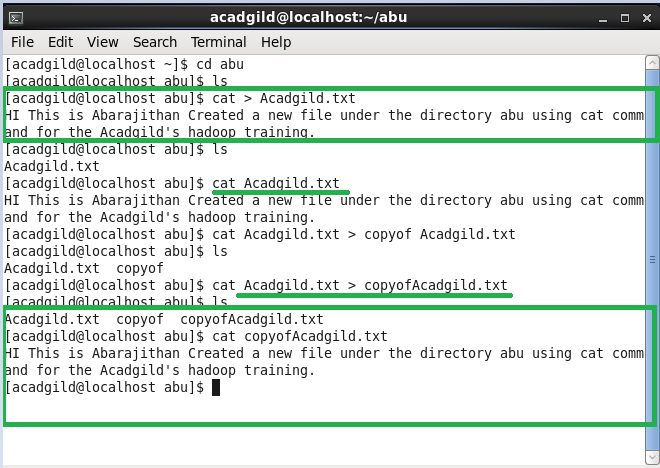 acadgild@localhost:~/abu
File Edit View Search Terminal Help
[acadgild@localhost ~]$ cd abu
[acadgild@localhost abu]$ ls
[acadgild@localhost abu]$ cat > Acadgild.txt
HI This is Abarajithan Created a new file under the directory abu using cat comm
and for the Acadgild's hadoop training.
[acadgild@localhost abu]$ ls
Acadgild.txt
[acadgild@localhost abu]$ cat Acadgild.txt
HI This is Abarajithan Created a new file under the directory abu using cat comm
and for the Acadgild's hadoop training.
[acadgild@localhost abu]$ cat Acadgild.txt > copyof Acadgild.txt
[acadgild@localhost abu]$ ls
Acadgild.txt  copyof
[acadgild@localhost abu]$ cat Acadgild.txt > copyofAcadgild.txt
[acadgild@localhost abu]$ ls
Acadgild.txt  copyof  copyofAcadgild.txt
[acadgild@localhost abu]$ cat copyofAcadgild.txt
HI This is Abarajithan Created a new file under the directory abu using cat comm
and for the Acadgild's hadoop training.
[acadgild@localhost abu]$